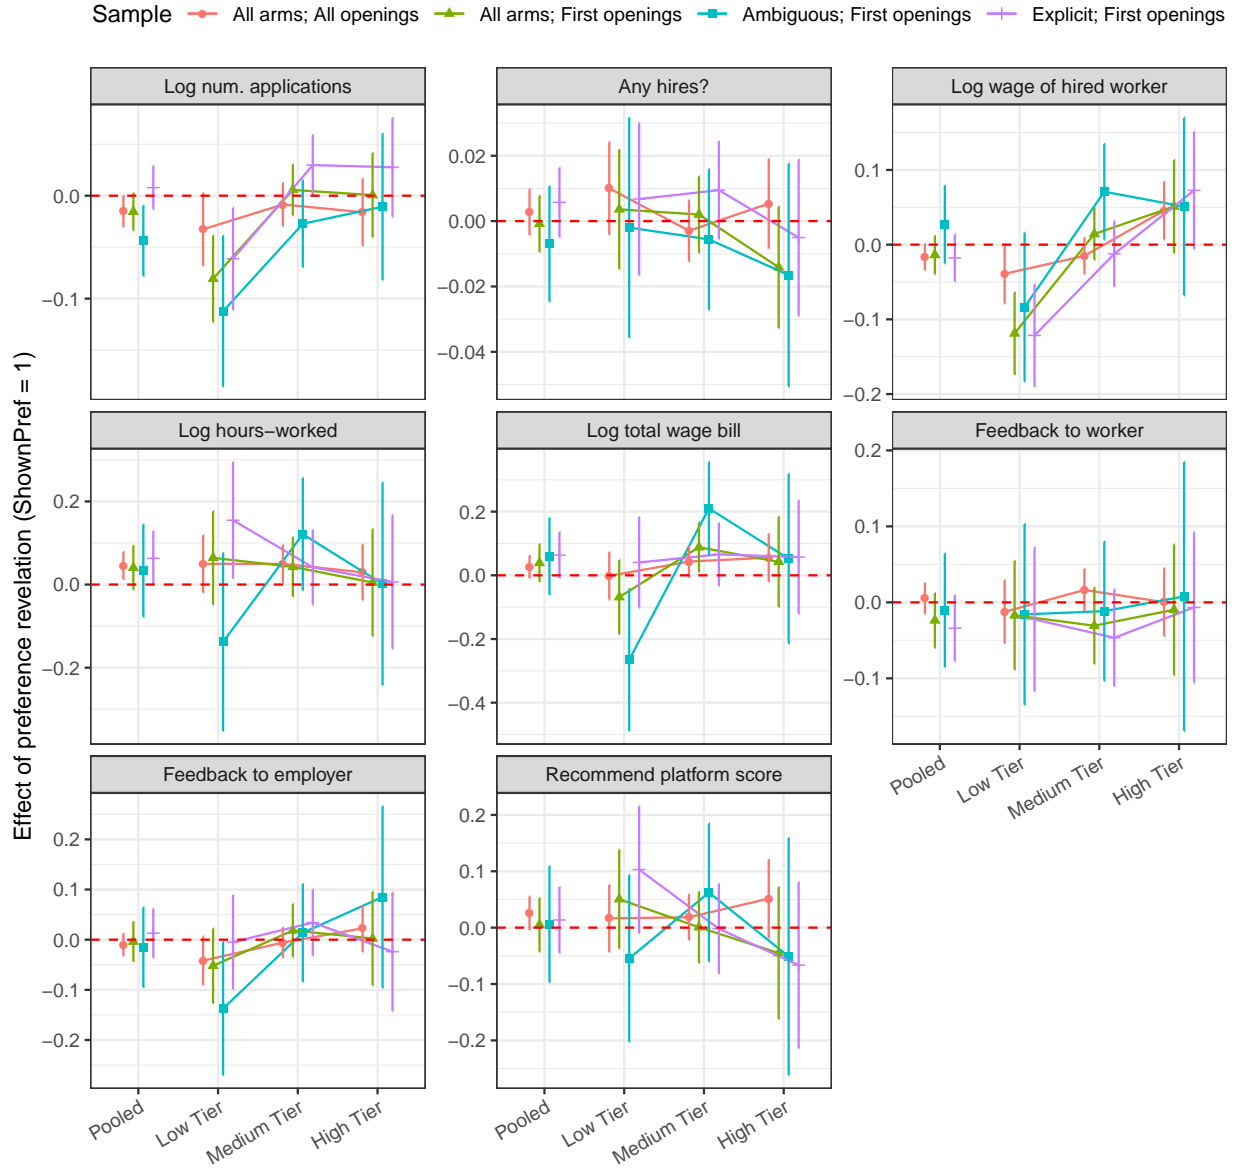 Sample All arms; All openings All arms; First openings Ambiguous; First openings Explicit; First openings
Effect of preference revelation (ShownPref = 1)
Log num. applications
0.0
−0.1
Any hires?
0.02
0.00
−0.02
−0.04
Log wage of hired worker
0.1
0.0
−0.1
−0.2
Log hours−worked
0.2
0.0
−0.2
Log total wage bill
0.2
0.0
−0.2
−0.4
Feedback to worker
0.2
0.1
0.0
−0.1
Pooled
Low Tier
Medium Tier
High Tier
Feedback to employer
0.2
0.1
0.0
−0.1
−0.2
Pooled
Low Tier
Medium Tier
High Tier
Recommend platform score
0.2
0.1
0.0
−0.1
−0.2
Pooled
Low Tier
Medium Tier
High Tier